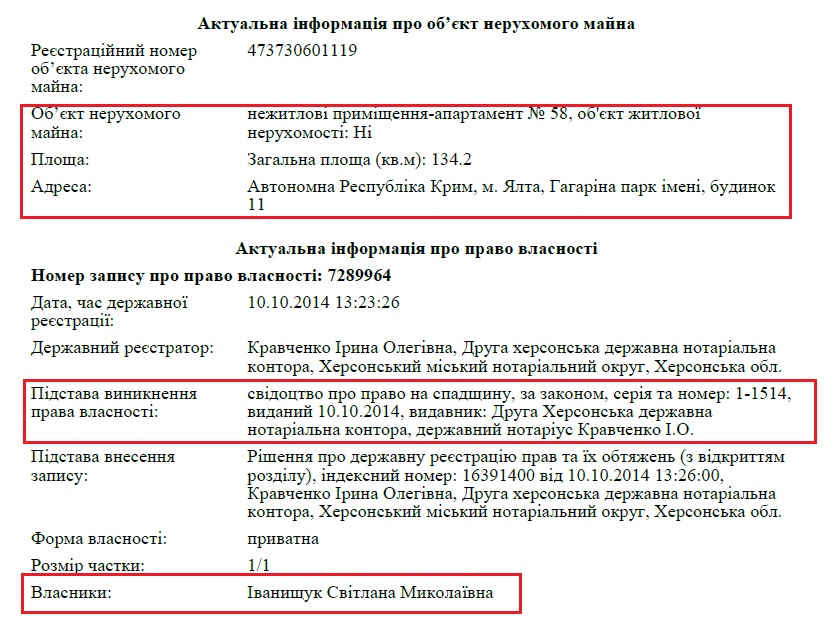 Актуальна інформація про об’єкт нерухомого майна
Реєстраційний номер об’єкта нерухомого майна: 473730601119
Об’єкт нерухомого майна: нежитлові приміщення-апартамент № 58, об'єкт житлової нерухомості: Ні
Площа: Загальна площа (кв.м): 134.2
Адреса: Автономна Республіка Крим, м. Ялта, Гагаріна парк імені, будинок 11
Актуальна інформація про право власності
Номер запису про право власності: 7289964
Дата, час державної реєстрації: 10.10.2014 13:23:26
Державний реєстратор: Кравченко Ірина Олегівна, Друга херсонська державна нотаріальна контора, Херсонський міський нотаріальний округ, Херсонська обл.
Підстава виникнення права власності: свідоцтво про право на спадщину, за законом, серія та номер: 1-1514, виданий 10.10.2014, видавник: Друга Херсонська державна нотаріальна контора, державний нотаріус Кравченко І.О.
Підстава внесення запису: Рішення про державну реєстрацію прав та їх обтяжень (з відкриттям розділу), індексний номер: 16391400 від 10.10.2014 13:26:00, Кравченко Ірина Олегівна, Друга херсонська державна нотаріальна контора, Херсонський міський нотаріальний округ, Херсонська обл.
Форма власності: приватна
Розмір частки: 1/1
Власники: Іванишук Світлана Миколаївна